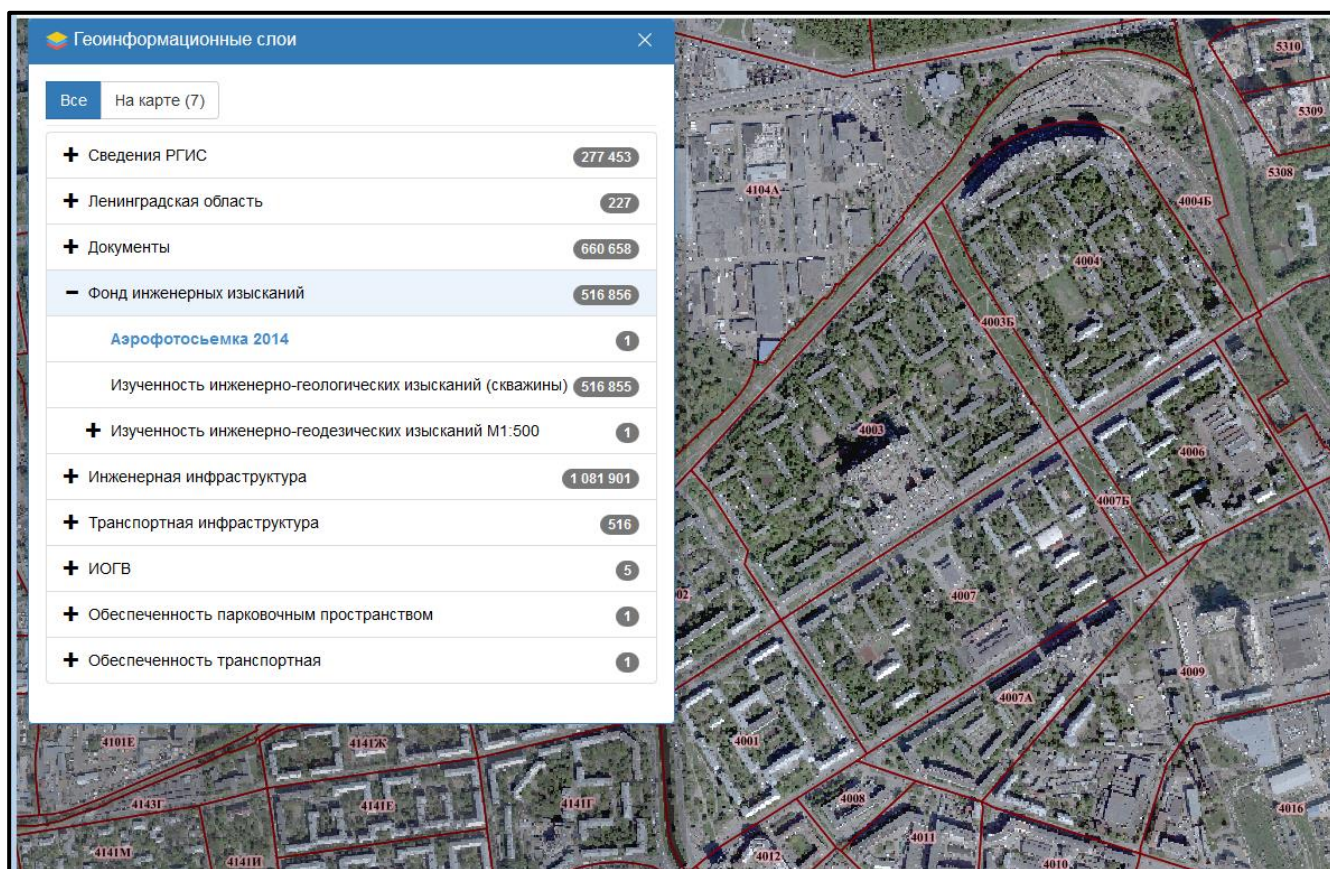 Геоинформационные слои
Все На карте (7)
Сведения РГИС 277 453
Ленинградская область 227
Документы 660 658
Фонд инженерных изысканий 516 856
Аэрофотосьемка 2014 1
Изученность инженерно-геологических изысканий (скважины) 516 855
Изученность инженерно-геодезических изысканий М1:500 1
Инженерная инфраструктура 1 081 901
Транспортная инфраструктура 516
ИОГВ 5
Обеспеченность парковочным пространством 1
Обеспеченность транспортная 1
5310
5309
5308
4104А
4004Б
4004
4003Б
4003
4006
4007Б
02
4007
4009
4007А
4001
4101Е
4141Ж
4143Г
4141Е
4141Г
4008
4016
4141М
4141И
4012
4011
4010